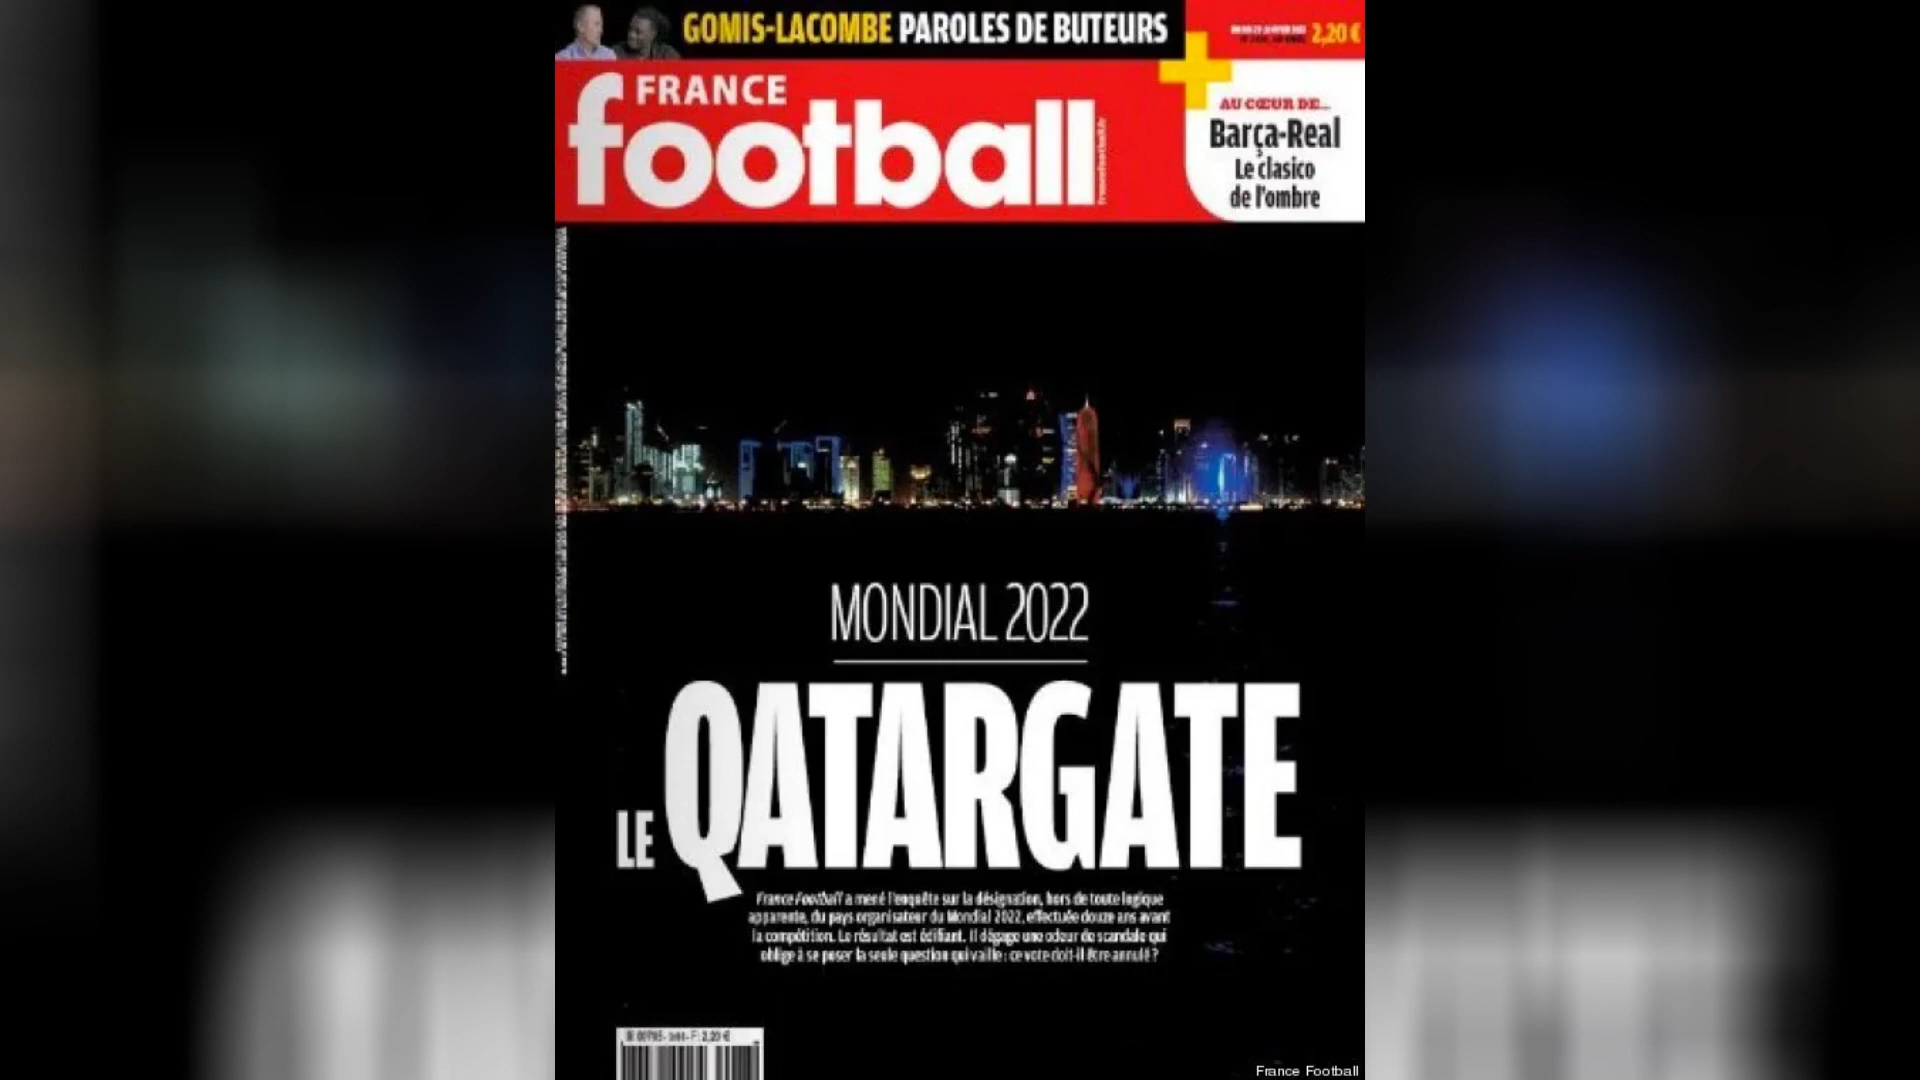 GOMIS-LACOMBE PAROLES DE BUTEURS
2,20 €
FRANCE
football
AU CŒUR DE...
Barça-Real
Le clasico
de l'ombre
MONDIAL 2022
LE QATARGATE
France Football a mené l'enquête sur la désignation, hors de toute logique
apparente, du pays organisateur du Mondial 2022, effectuée douze ans avant
la compétition. Le résultat est édifiant. Il dégage une odeur de scandale qui
oblige à se poser la seule question qui vaille : ce vote doit-il être annulé ?
2,20 €
France Football